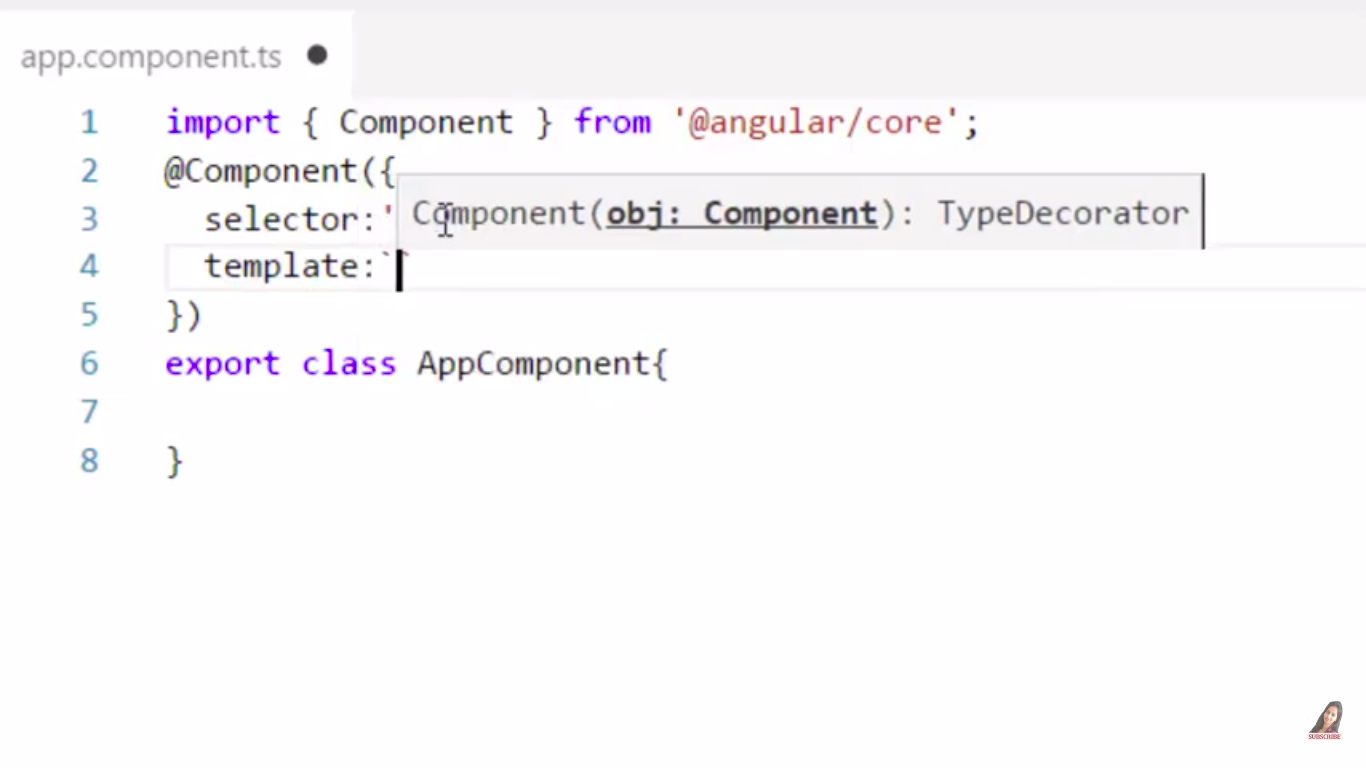 app.component.ts
1 import { Component } from '@angular/core';
2 @Component({
3 selector:'
Component(obj: Component): TypeDecorator
4 template:``
5 })
6 export class AppComponent{
7
8 }
SUBSCRIBE